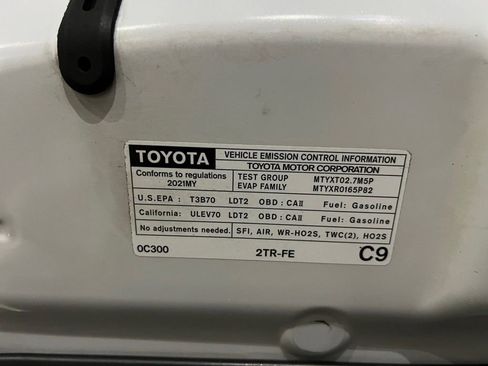 TOYOTA VEHICLE EMISSION CONTROL INFORMATION
TOYOTA MOTOR CORPORATION
Conforms to regulations TEST GROUP MTYXT02.7M5P
2021MY EVAP FAMILY MTYXR0165P82
U.S.EPA : T3B70 LDT2 OBD : CAⅡ Fuel: Gasoline
California: ULEV70 LDT2 OBD : CAⅡ Fuel: Gasoline
No adjustments needed. SFI, AIR, WR-HO2S, TWC(2), HO2S
0C300 2TR-FE C9